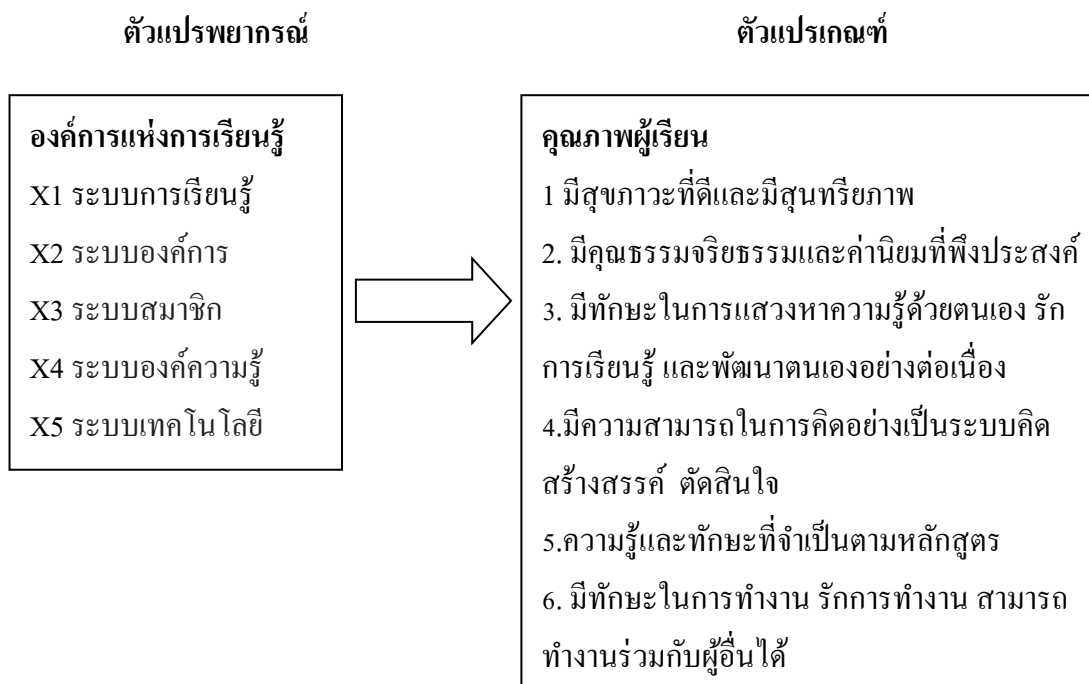 ตัวแปรพยากรณ์
ตัวแปรเกณฑ์
องค์การแห่งการเรียนรู้
X1 ระบบการเรียนรู้
X2 ระบบองค์การ
X3 ระบบสมาชิก
X4 ระบบองค์ความรู้
X5 ระบบเทคโนโลยี
คุณภาพผู้เรียน
1 มีสุขภาวะที่ดีและมีสุนทรียภาพ
2. มีคุณธรรมจริยธรรมและค่านิยมที่พึงประสงค์
3. มีทักษะในการแสวงหาความรู้ด้วยตนเอง รัก
การเรียนรู้ และพัฒนาตนเองอย่างต่อเนื่อง
4.มีความสามารถในการคิดอย่างเป็นระบบคิด
สร้างสรรค์ ตัดสินใจ
5.ความรู้และทักษะที่จำเป็นตามหลักสูตร
6. มีทักษะในการทำงาน รักการทำงาน สามารถ
ทำงานร่วมกับผู้อื่นได้